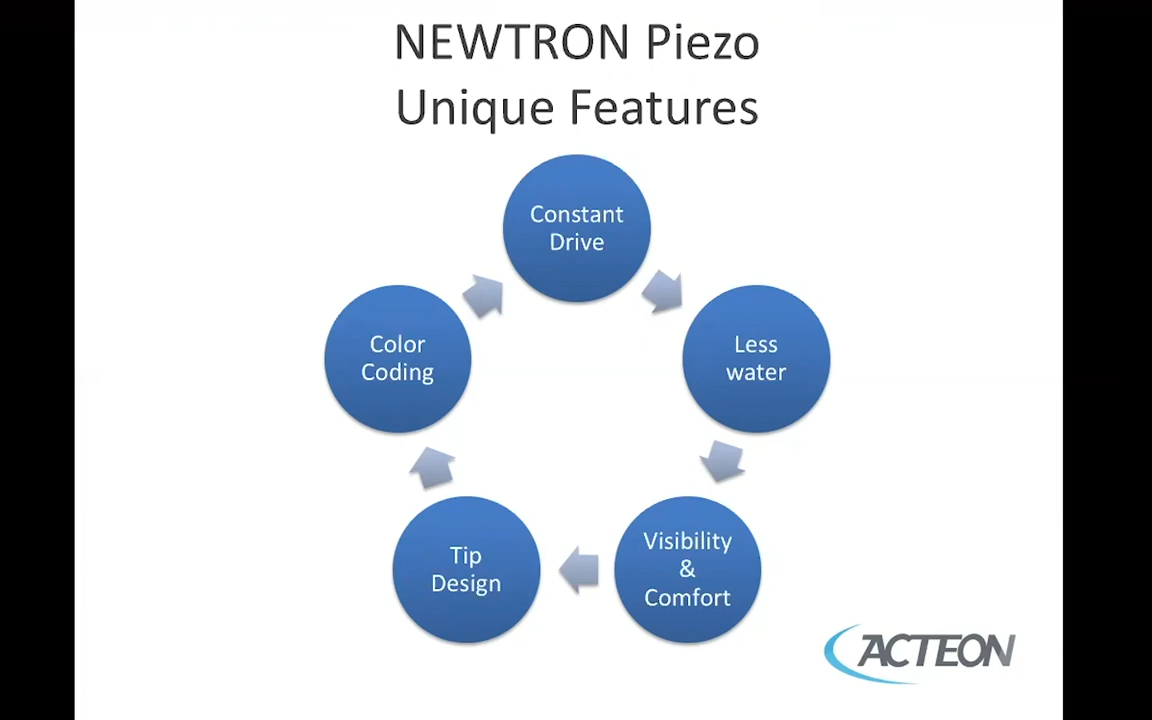 NEWTRON Piezo
Unique Features
Constant
Drive
Less
water
Visibility
&
Comfort
Tip
Design
Color
Coding
ACTEON